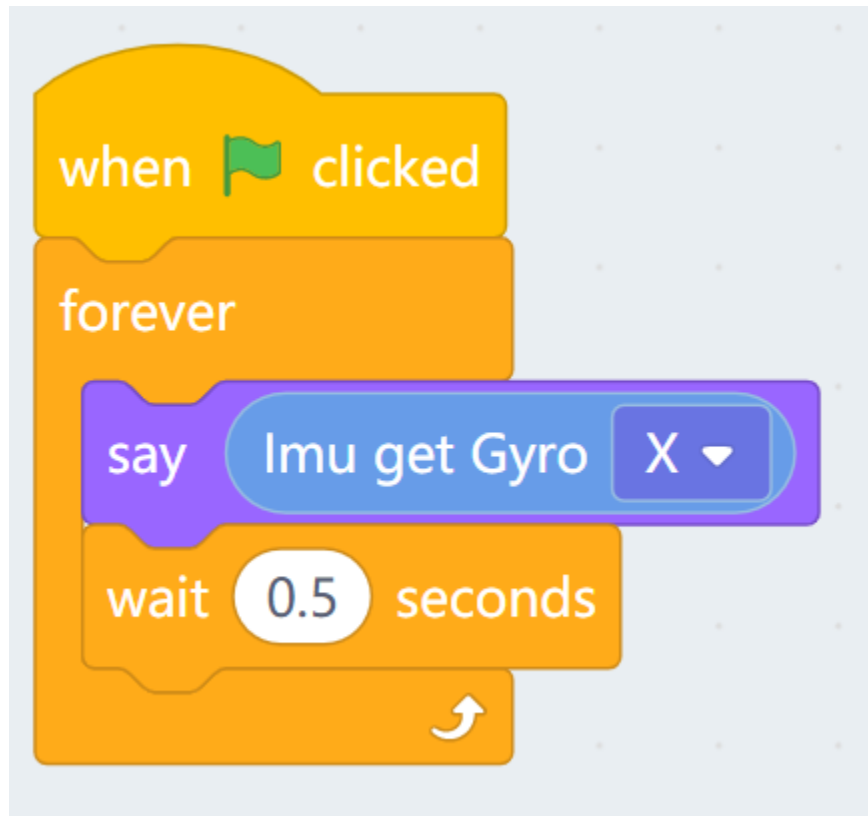 when clicked
forever
say Imu get Gyro X
wait 0.5 seconds